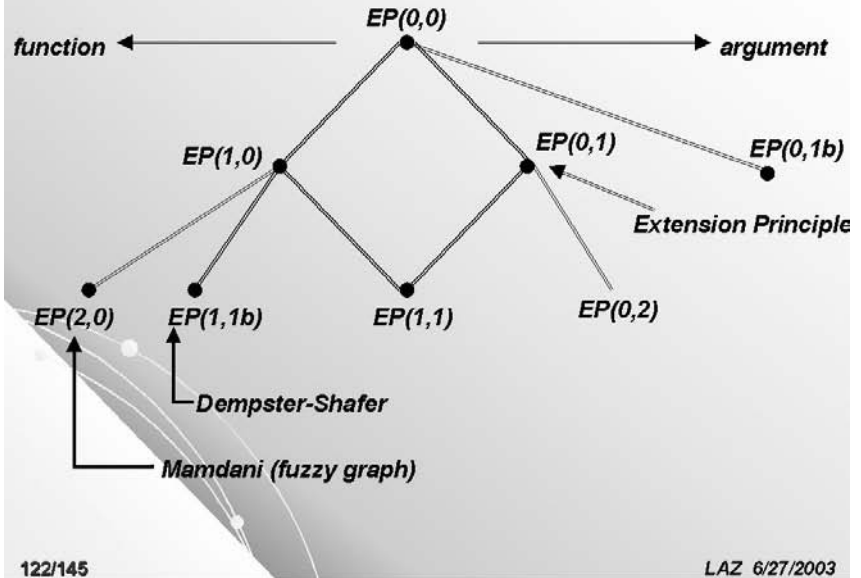 EP(0,0)
function
argument
EP(1,0)
EP(0,1)
EP(0,1b)
Extension Principle
EP(2,0)
EP(1,1b)
EP(1,1)
EP(0,2)
Dempster-Shafer
Mamdani (fuzzy graph)
122/145
LAZ 6/27/2003